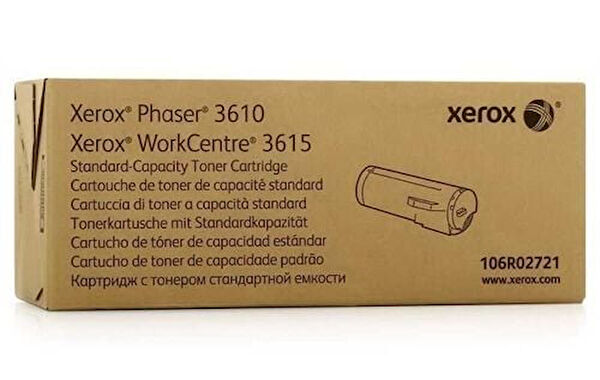 Xerox® Phaser® 3610
Xerox® WorkCentre® 3615
Standard-Capacity Toner Cartridge
Cartouche de toner de capacité standard
Cartuccia di toner a capacità standard
Tonerkartusche mit Standardkapazität
Cartucho de tóner de capacidad estándar
Cartucho de toner de capacidade padrão
Картридж с тонером стандартной емкости
xerox
106R02721
www.xerox.com